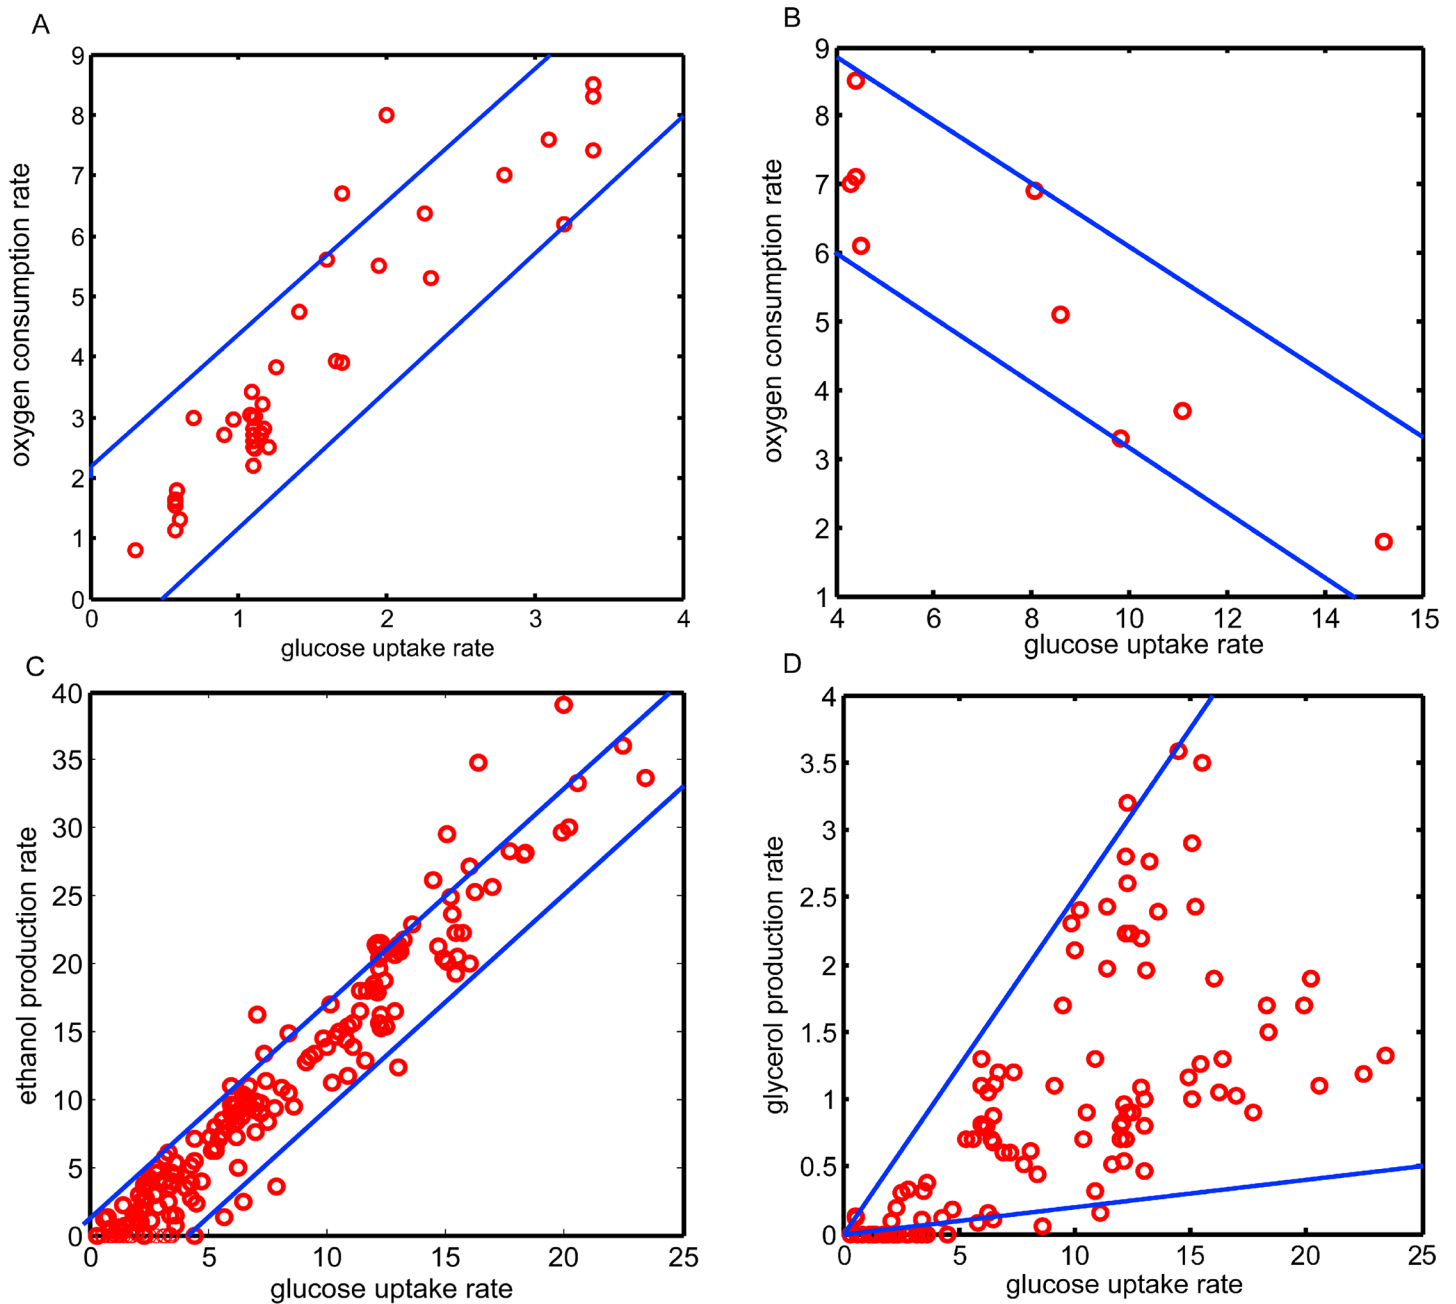 A
9
8
7
6
5
4
3
2
1
0
0 1 2 3 4
oxygen consumption rate
glucose uptake rate
B
9
8
7
6
5
4
3
2
1
4 6 8 10 12 14 15
oxygen consumption rate
glucose uptake rate
C
40
35
30
25
20
15
10
5
0
0 5 10 15 20 25
ethanol production rate
glucose uptake rate
D
4
3.5
3
2.5
2
1.5
1
0.5
0
0 5 10 15 20 25
glycerol production rate
glucose uptake rate